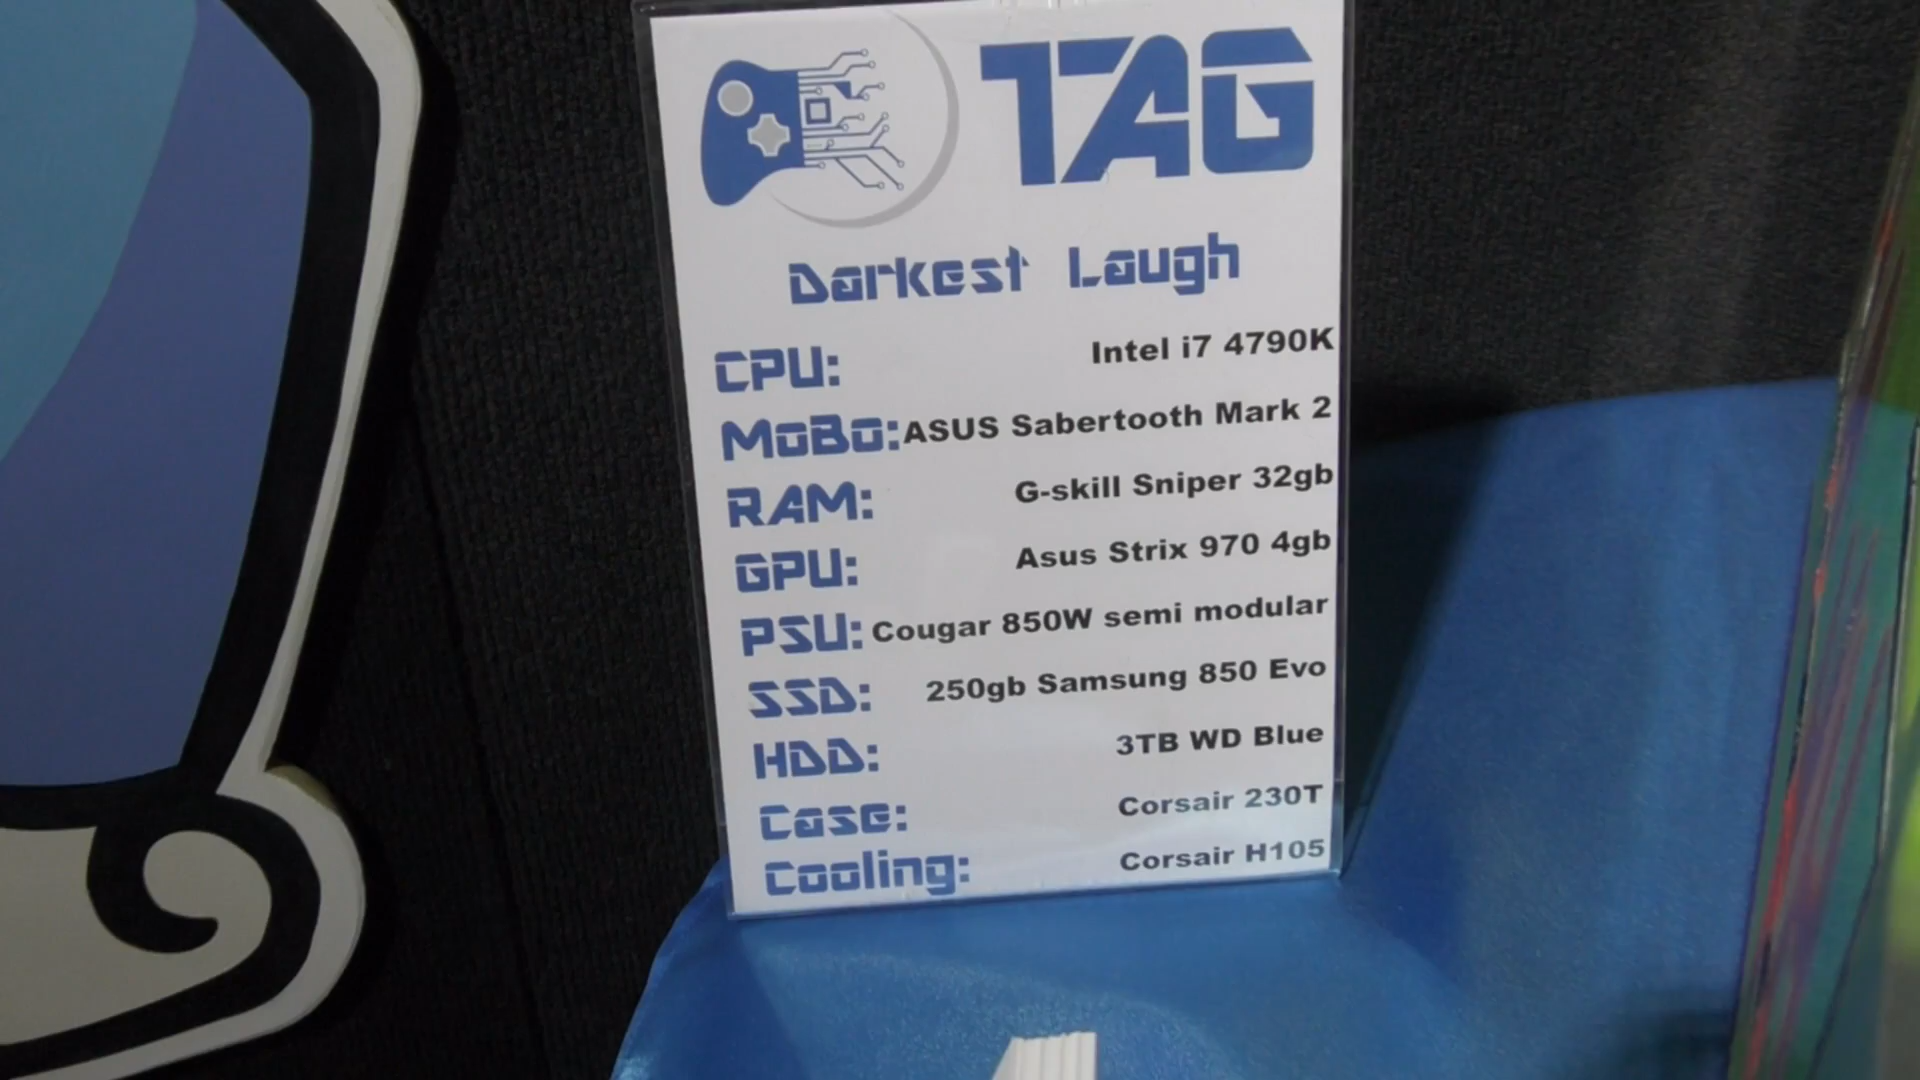 TAG
Darkest Laugh
CPU: Intel i7 4790K
MoBo: ASUS Sabertooth Mark 2
RAM: G-skill Sniper 32gb
GPU: Asus Strix 970 4gb
PSU: Cougar 850W semi modular
SSD: 250gb Samsung 850 Evo
HDD: 3TB WD Blue
Case: Corsair 230T
Cooling: Corsair H105